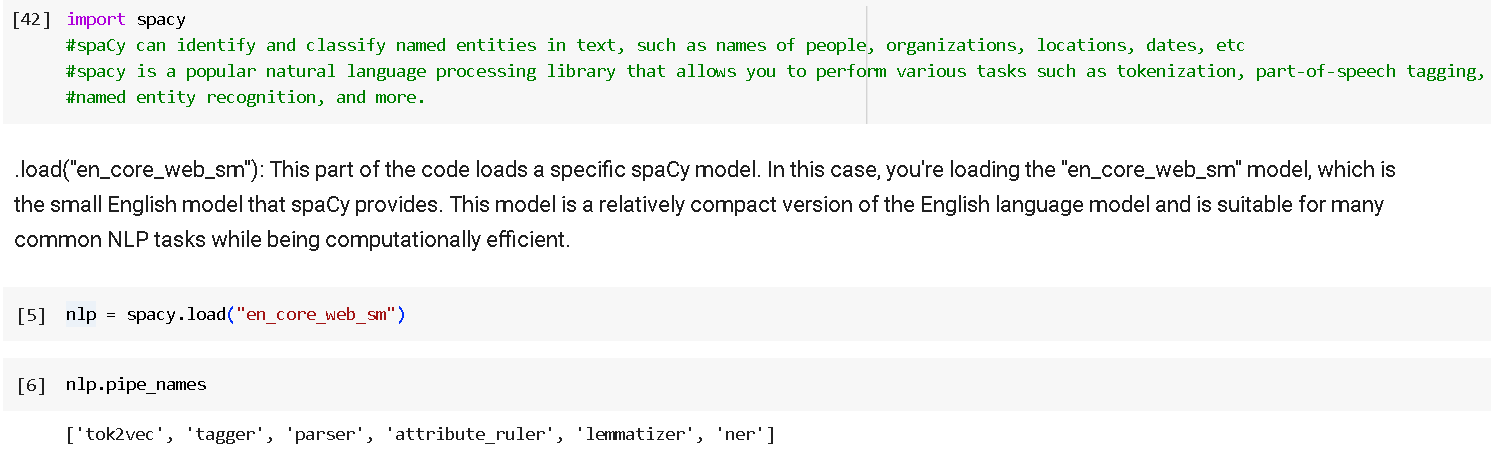 [42] import spacy
#spaCy can identify and classify named entities in text, such as names of people, organizations, locations, dates, etc
#spacy is a popular natural language processing library that allows you to perform various tasks such as tokenization, part-of-speech tagging,
#named entity recognition, and more.
.load("en_core_web_sm"): This part of the code loads a specific spaCy model. In this case, you're loading the "en_core_web_sm" model, which is
the small English model that spaCy provides. This model is a relatively compact version of the English language model and is suitable for many
common NLP tasks while being computationally efficient.
[5] nlp = spacy.load("en_core_web_sm")
[6] nlp.pipe_names
['tok2vec', 'tagger', 'parser', 'attribute_ruler', 'lemmatizer', 'ner']